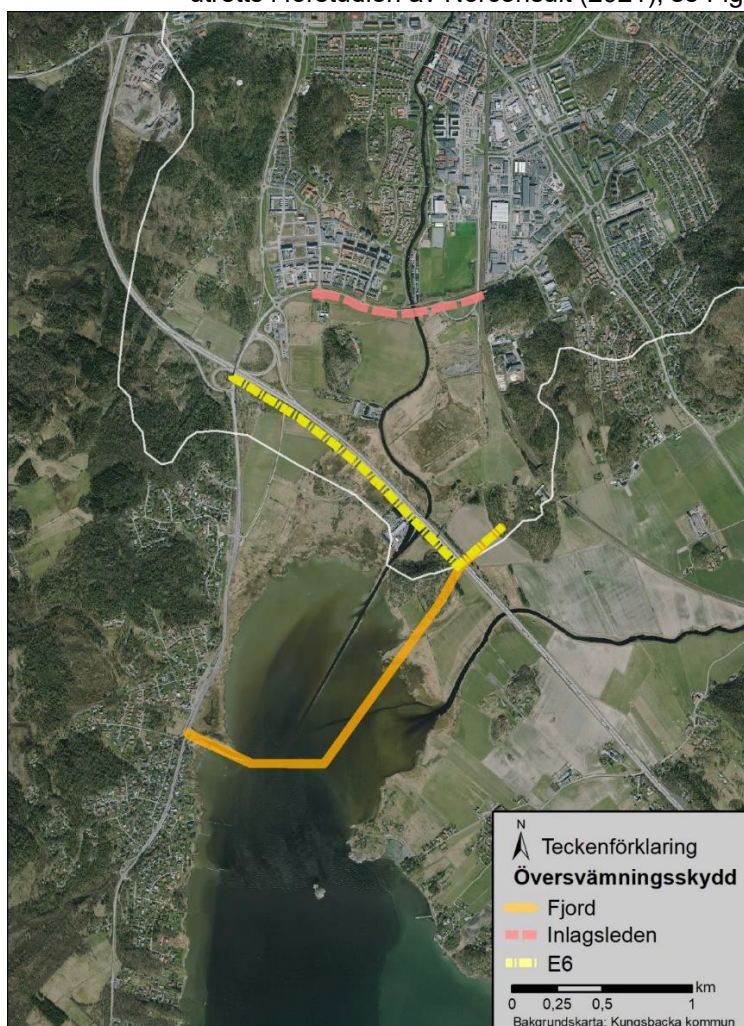 N
Teckenförklaring
Översvämningsskydd
Fjord
Inlagsleden
E6
km
0 0,25 0,5 1
Bakgrundskarta: Kungsbacka kommun